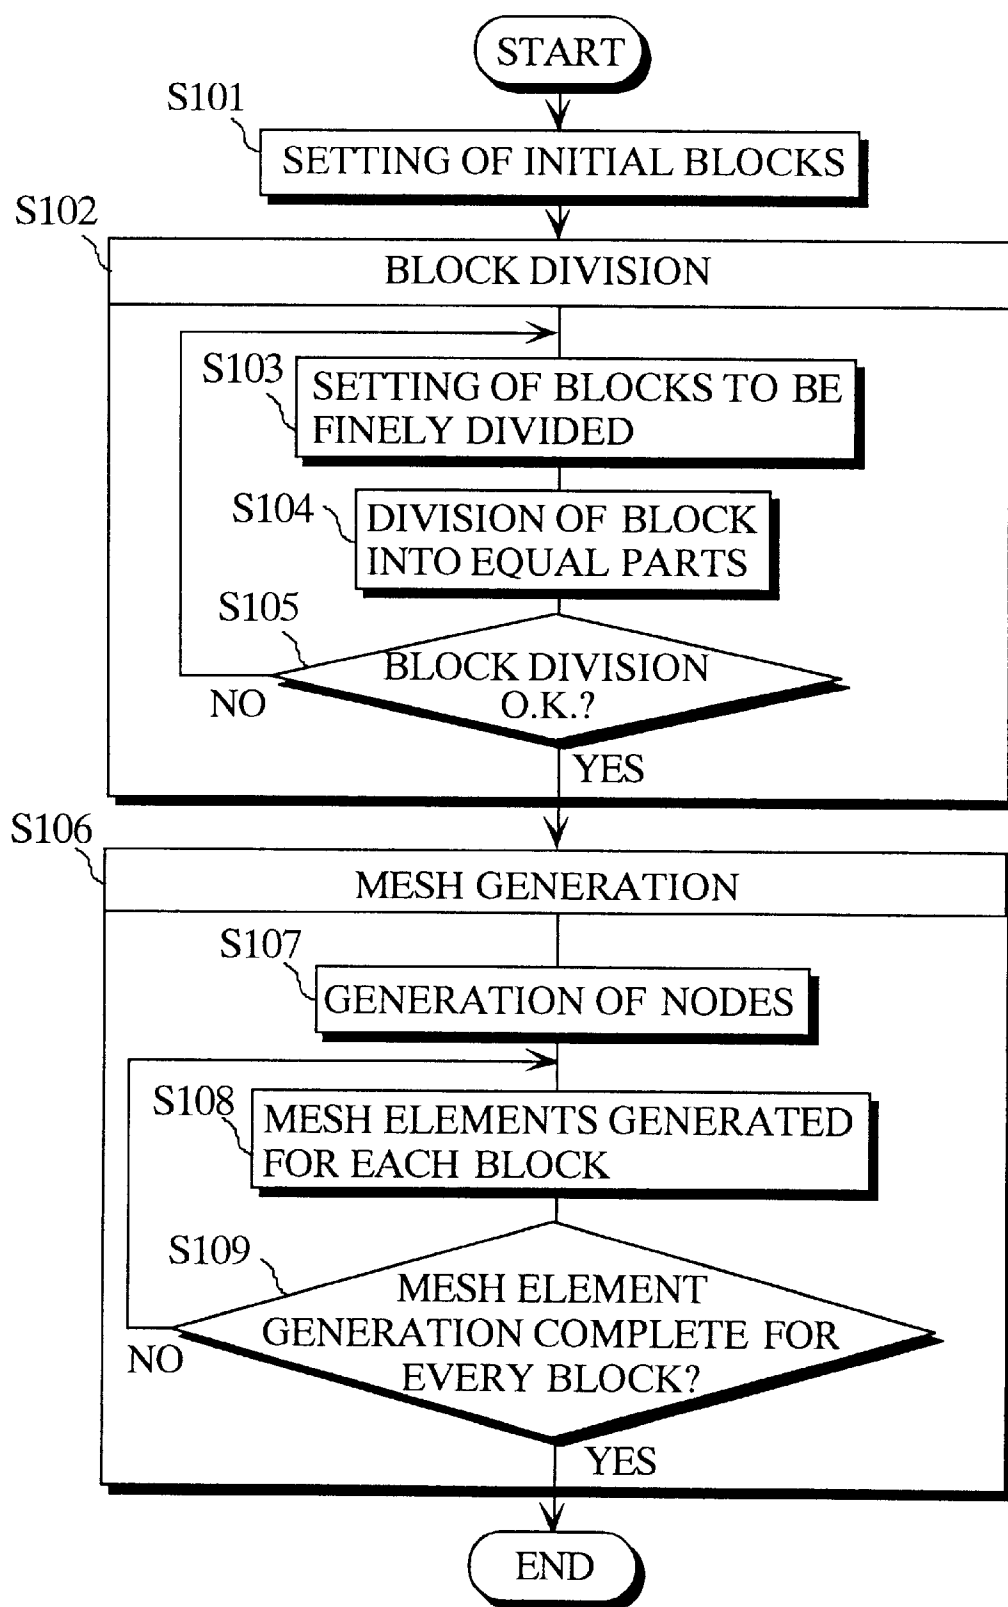 START
S101
SETTING OF INITIAL BLOCKS
S102
BLOCK DIVISION
S103
SETTING OF BLOCKS TO BE
FINELY DIVIDED
S104
DIVISION OF BLOCK
INTO EQUAL PARTS
S105
BLOCK DIVISION
O.K.?
NO
YES
S106
MESH GENERATION
S107
GENERATION OF NODES
S108
MESH ELEMENTS GENERATED
FOR EACH BLOCK
S109
MESH ELEMENT
GENERATION COMPLETE FOR
EVERY BLOCK?
NO
YES
END